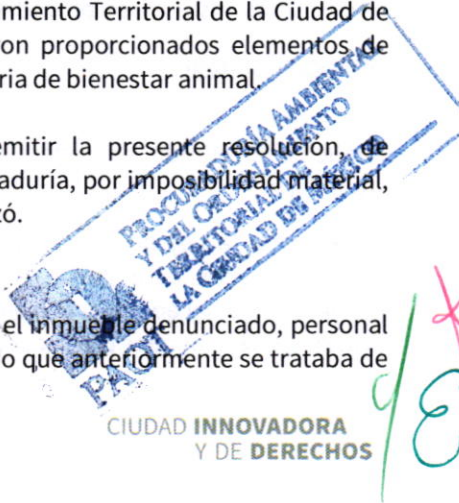 miento Territorial de la Ciudad de
on proporcionados elementos de
ria de bienestar animal.
emitir la presente resolución, de
aduría, por imposibilidad material,
zó.
PROCURADURÍA AMBIENTAL
Y DEL ORDENAMIENTO
TERRITORIAL DE
LA CIUDAD DE MÉXICO
PAOT
el inmueble denunciado, personal
o que anteriormente se trataba de
CIUDAD INNOVADORA
Y DE DERECHOS